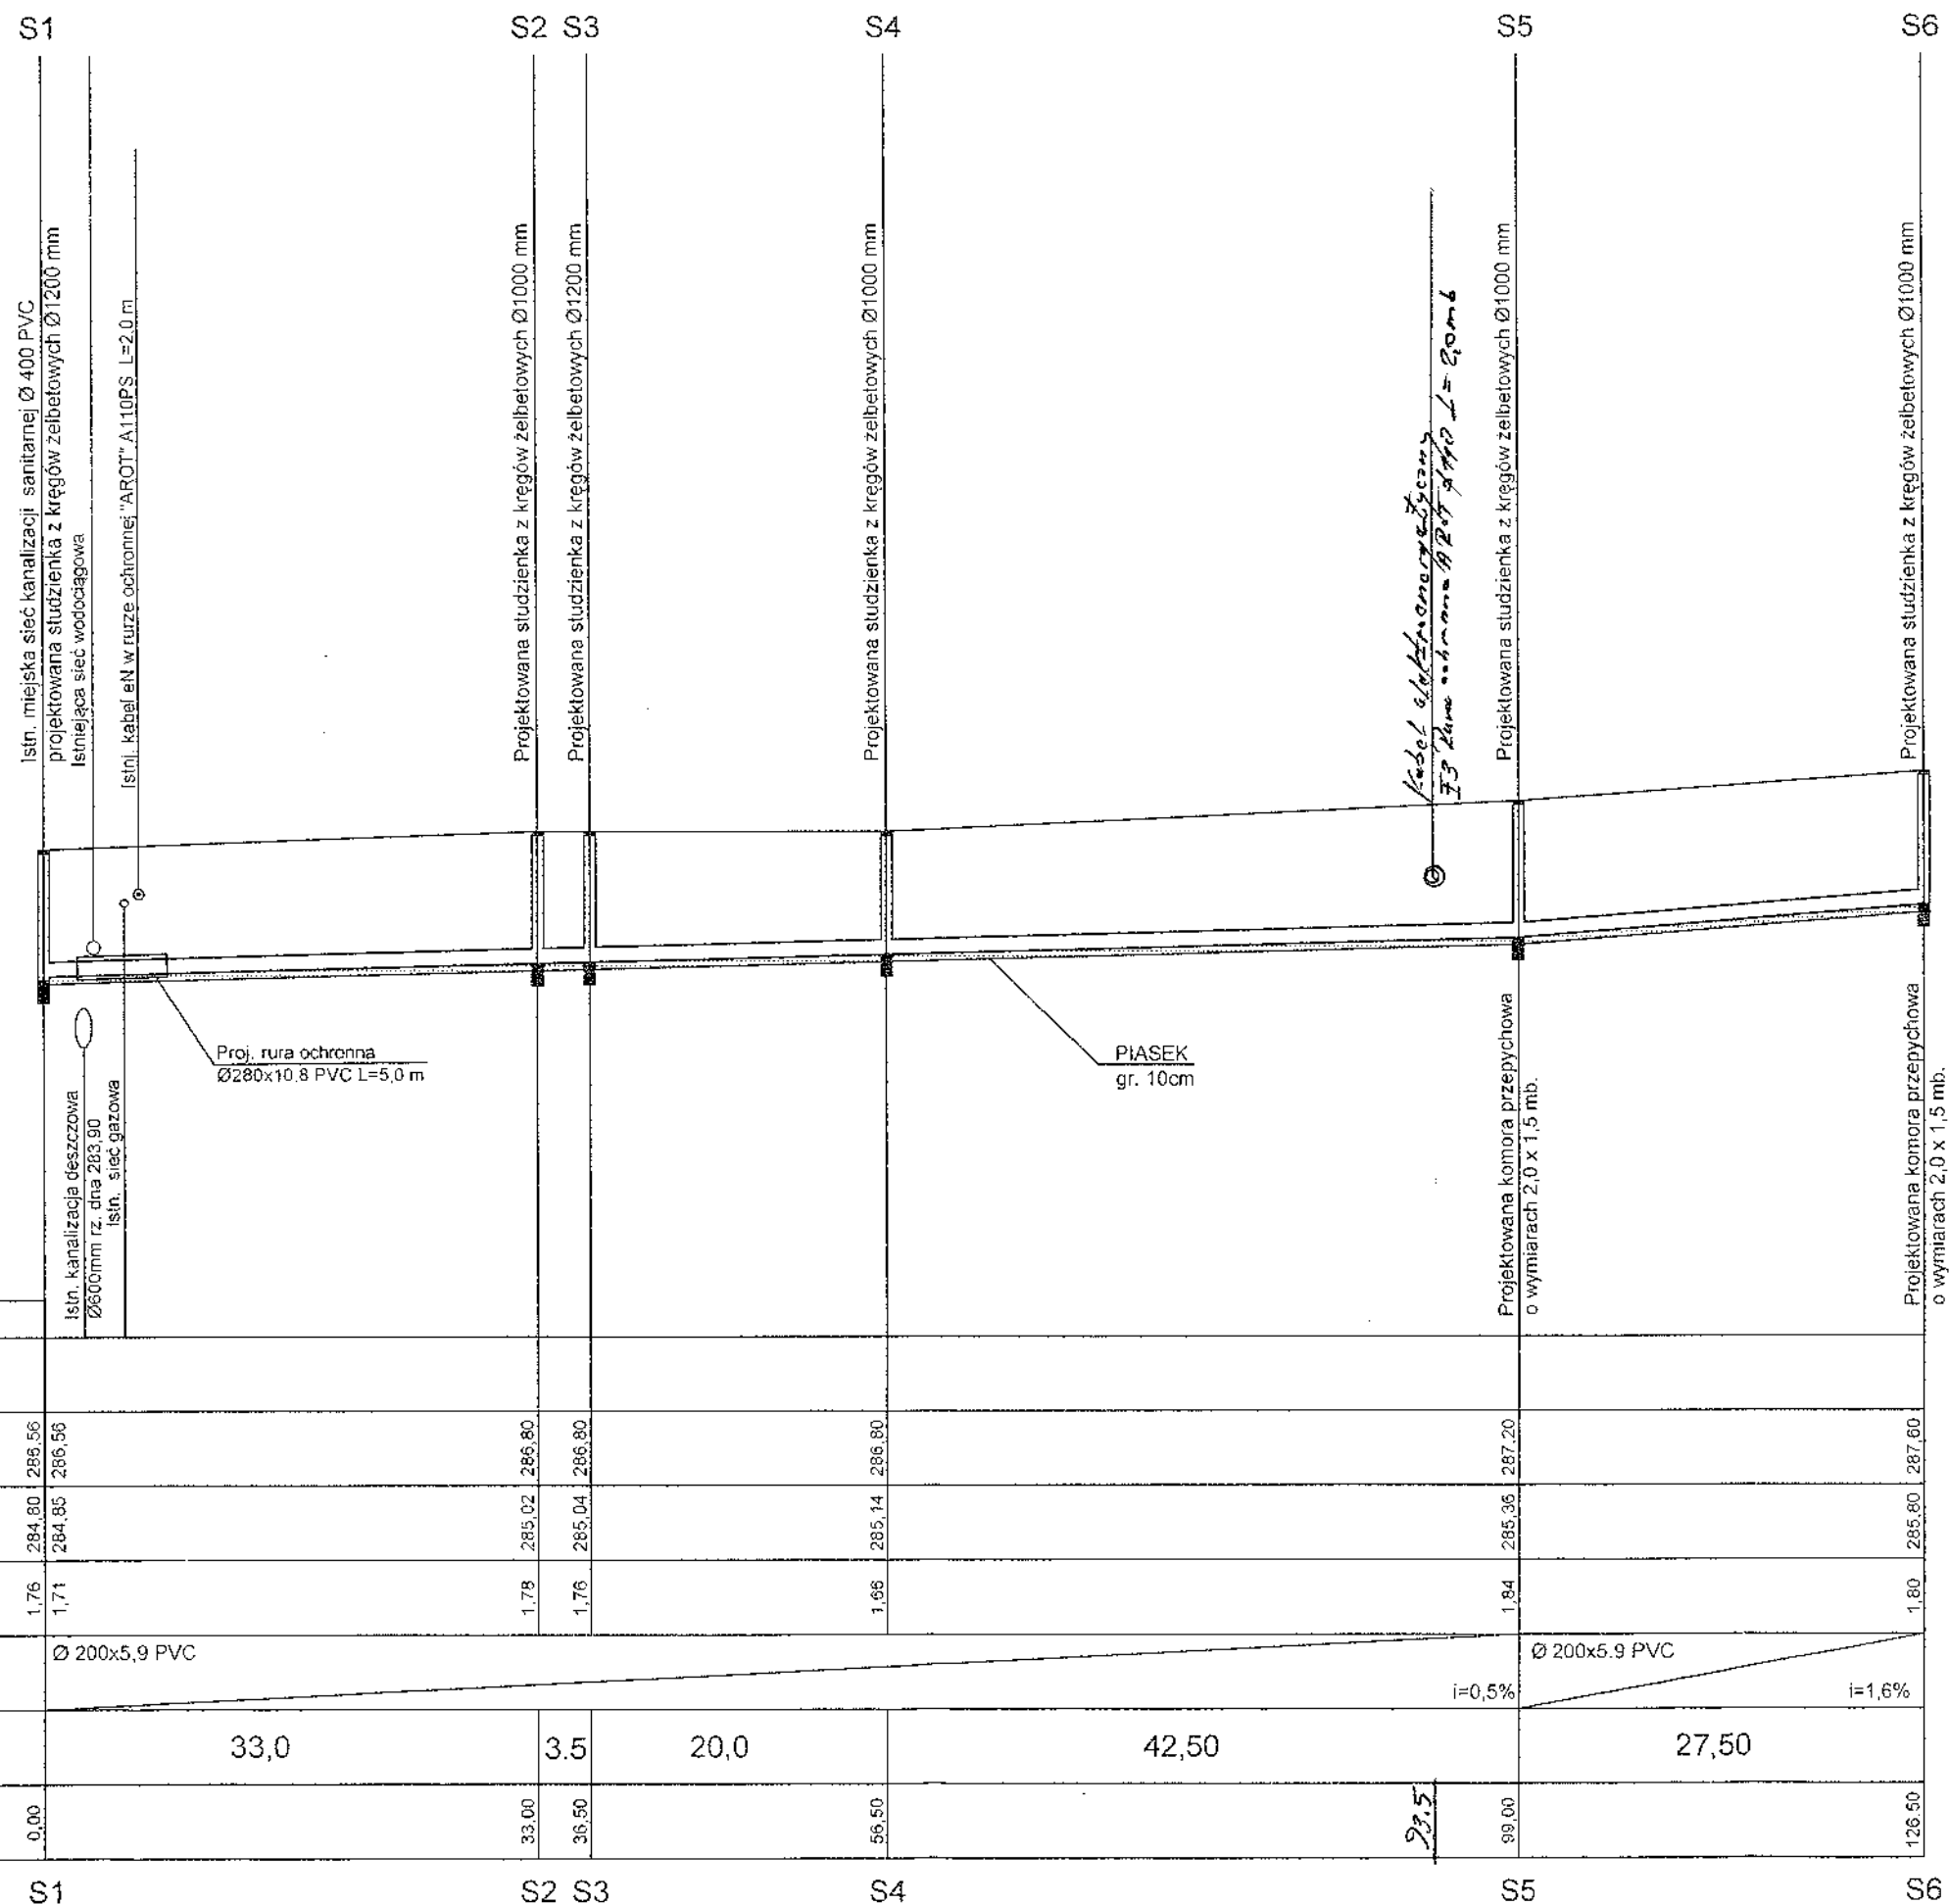 S1 S2 S3 S4 S5 S6
Istn. miejska sieć kanalizacji sanitarnej Ø 400 PVC
projektowana studzienka z kręgów żelbetowych Ø1200 mm
Istniejąca sieć wodociągowa
Istn. kabel eN w rurze ochronnej "AROT" A110PS L=2,0 m
Projektowana studzienka z kręgów żelbetowych Ø1000 mm
Projektowana studzienka z kręgów żelbetowych Ø1200 mm
Projektowana studzienka z kręgów żelbetowych Ø1000 mm
Kabel elektroenergetyczny
Rura ochronna AROT L=2,0mb
Projektowana studzienka z kręgów żelbetowych Ø1000 mm
Projektowana studzienka z kręgów żelbetowych Ø1000 mm
Proj. rura ochronna
Ø280x10,8 PVC L=5,0 m
PIASEK
gr. 10cm
Istn. kanalizacja deszczowa
Ø600mm rz. dna 283,90
Istn. sieć gazowa
Projektowana komora przepychowa
o wymiarach 2,0 x 1,5 mb.
Projektowana komora przepychowa
o wymiarach 2,0 x 1,5 mb.
286,56 286,56 286,80 286,80 286,80 287,20 287,60
284,80 284,85 285,02 285,04 285,14 285,36 285,80
1,76 1,71 1,78 1,76 1,66 1,84 1,80
Ø 200x5,9 PVC i=0,5% Ø 200x5.9 PVC i=1,6%
33,0 3.5 20,0 42,50 27,50
0,00 33,00 36,50 56,50 93.5 99,00 126,50
S1 S2 S3 S4 S5 S6